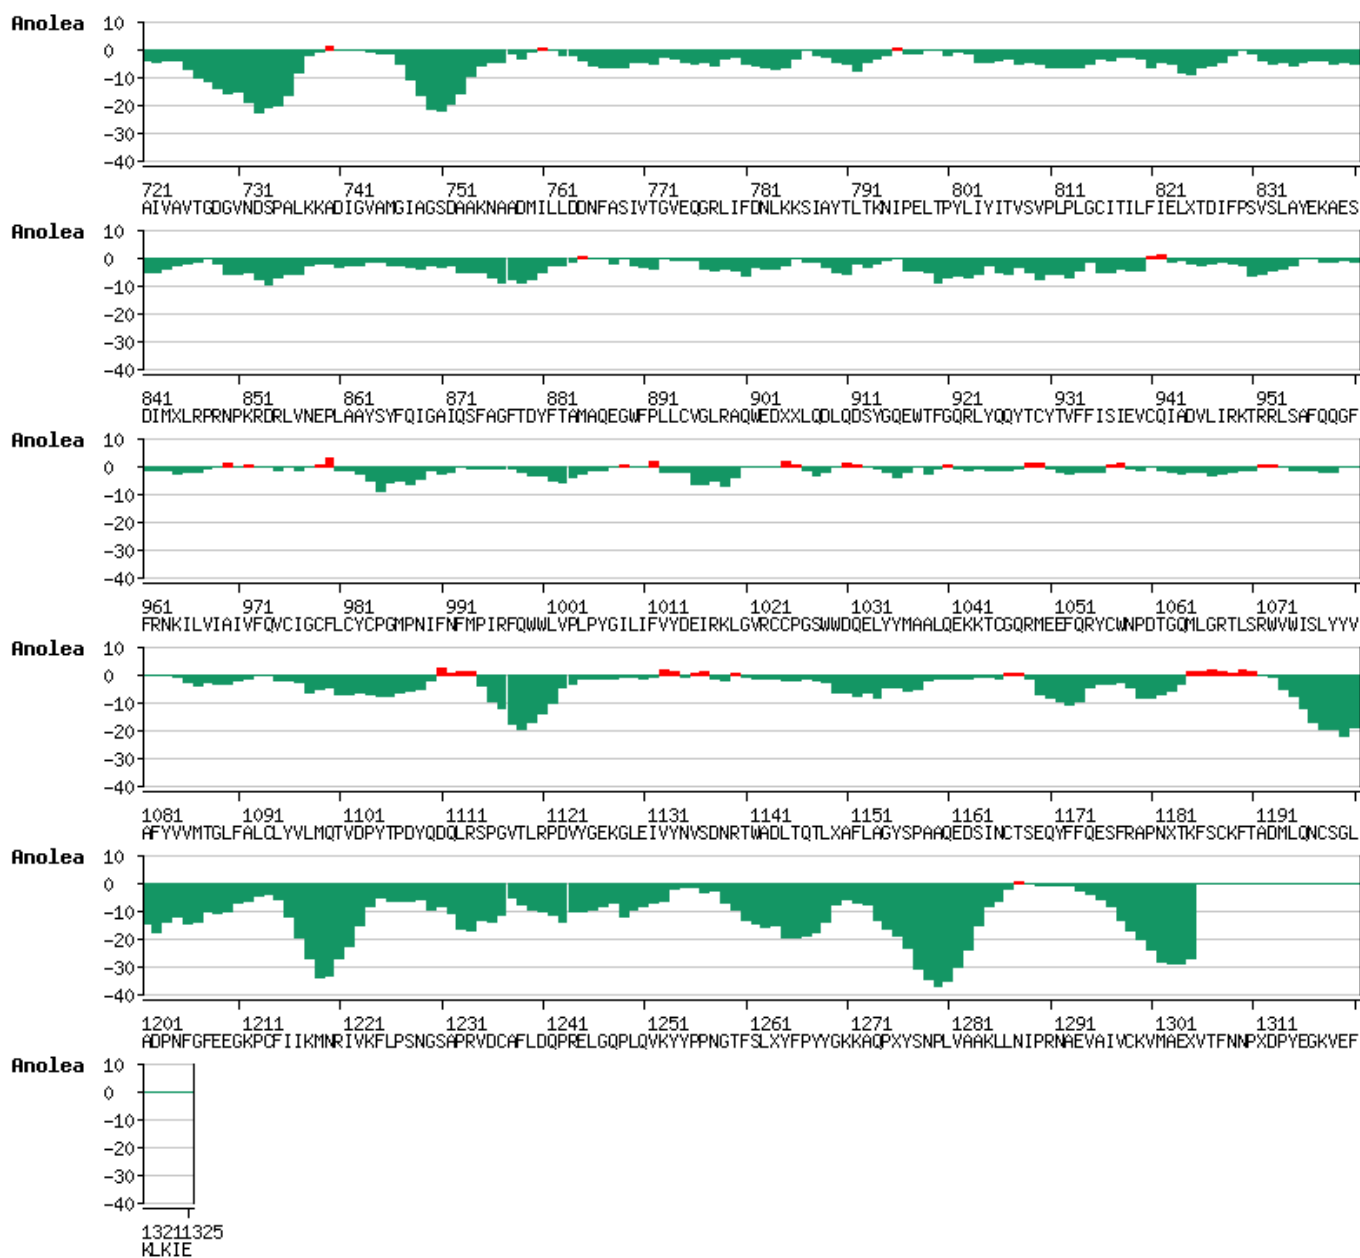 Anolea 10
0
-10
-20
-30
-40
721 731 741 751 761 771 781 791 801 811 821 831
AIVAVTGDGVNDSPALKKADIGVAMGIAGSDAAKNAADMILLDDNFASIVTGVEQGRLIFDNLKKSIAYTLTKNIPELTPYLIYITVSVPLPLGCITILFIELXTDIFPSVSLAYEKAES
Anolea 10
0
-10
-20
-30
-40
841 851 861 871 881 891 901 911 921 931 941 951
DIMXLRPRNPKRDRLVNEPLAAYSYFQIGAIQSFAGFTDYFTAMAQEGWFPLLCVGLRAQWEDXXLQDLQDSYGQEWTFGQRLYQQYTCYTVFFISIEVCQIADVLIRKTRRLSAFQQGF
Anolea 10
0
-10
-20
-30
-40
961 971 981 991 1001 1011 1021 1031 1041 1051 1061 1071
FRNKILVIAIVFQVCIGCFLCYCPGMPNIFNFMPIRFQWWLVPLPYGILIFVYDEIRKLGVRCCPGSWWDQELYYMAALQEKKTCGQRMEEFQRYCWNPDTGQMLGRTLSRWVWISLYYV
Anolea 10
0
-10
-20
-30
-40
1081 1091 1101 1111 1121 1131 1141 1151 1161 1171 1181 1191
AFYVVMTGLFALCLYVLMQTVDPYTPDYQDQLRSPGVTLRPDVYGEKGLEIVYNVSDNRTWADLTQTLXAFLAGYSPAAQEDSINCTSEQYFFQESFRAPNXTKFSCKFTADMLQNCSGL
Anolea 10
0
-10
-20
-30
-40
1201 1211 1221 1231 1241 1251 1261 1271 1281 1291 1301 1311
ADPNFGFEEGKPCFIIKMNRIVKFLPSNGSAPRVDCAFLDQPRELGQPLQVKYYPPNGTFSLXYFPYYGKKAQPXYSNPLVAAKLLNIPRNAEVAIVCKVMAEXVTFNNPXDPYEGKVEF
Anolea 10
0
-10
-20
-30
-40
1321 1325
KLKIE